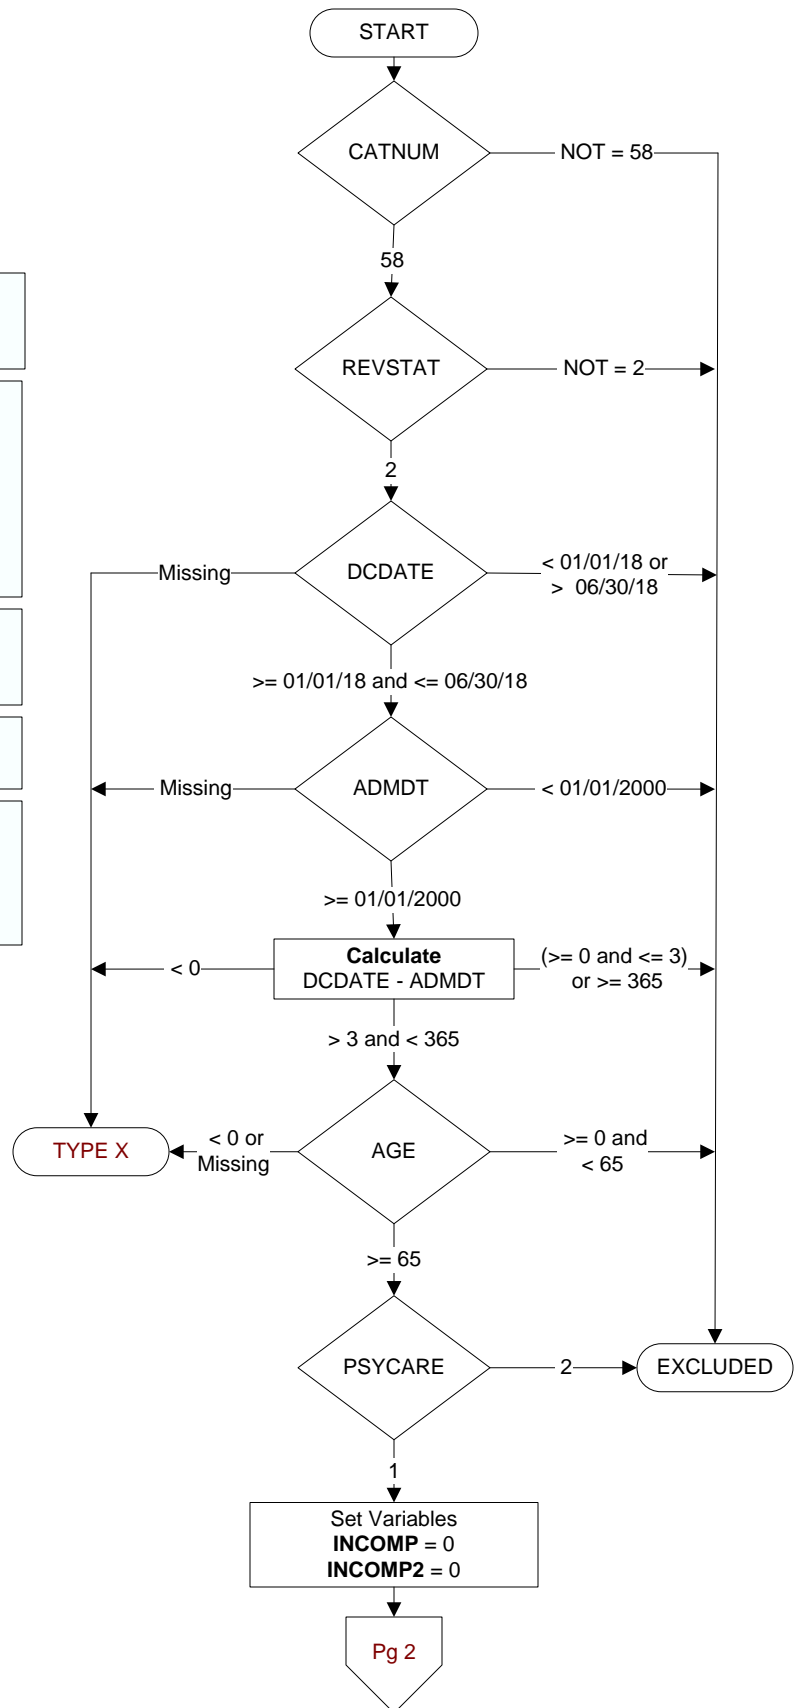 START
CATNUM
NOT = 58
58
REVSTAT
NOT = 2
2
Missing
DCDATE
< 01/01/18 or
> 06/30/18
>= 01/01/18 and <= 06/30/18
Missing
ADMDT
< 01/01/2000
>= 01/01/2000
< 0
Calculate
DCDATE - ADMDT
(>= 0 and <= 3)
or >= 365
> 3 and < 365
TYPE X
< 0 or
Missing
AGE
>= 0 and
< 65
>= 65
PSYCARE
2
EXCLUDED
1
Set Variables
INCOMP = 0
INCOMP2 = 0
Pg 2